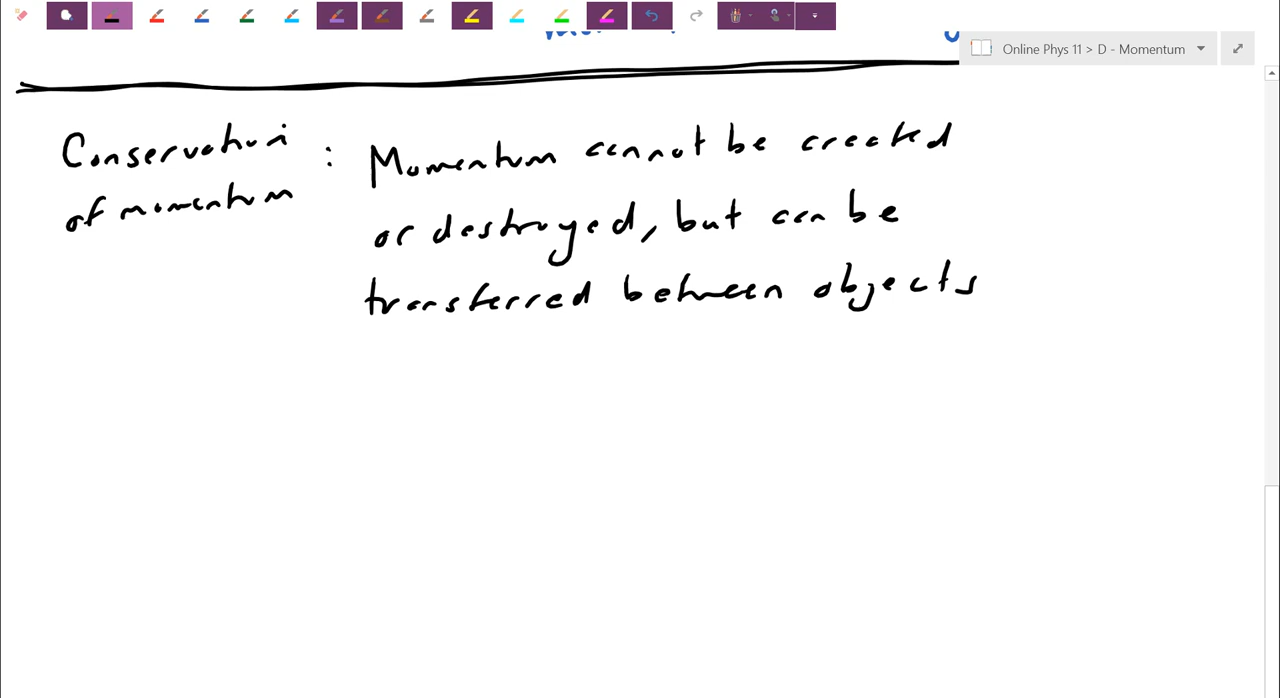 Online Phys 11 > D - Momentum
Conservation
of momentum
: Momentum cannot be created
or destroyed, but can be
transferred between objects